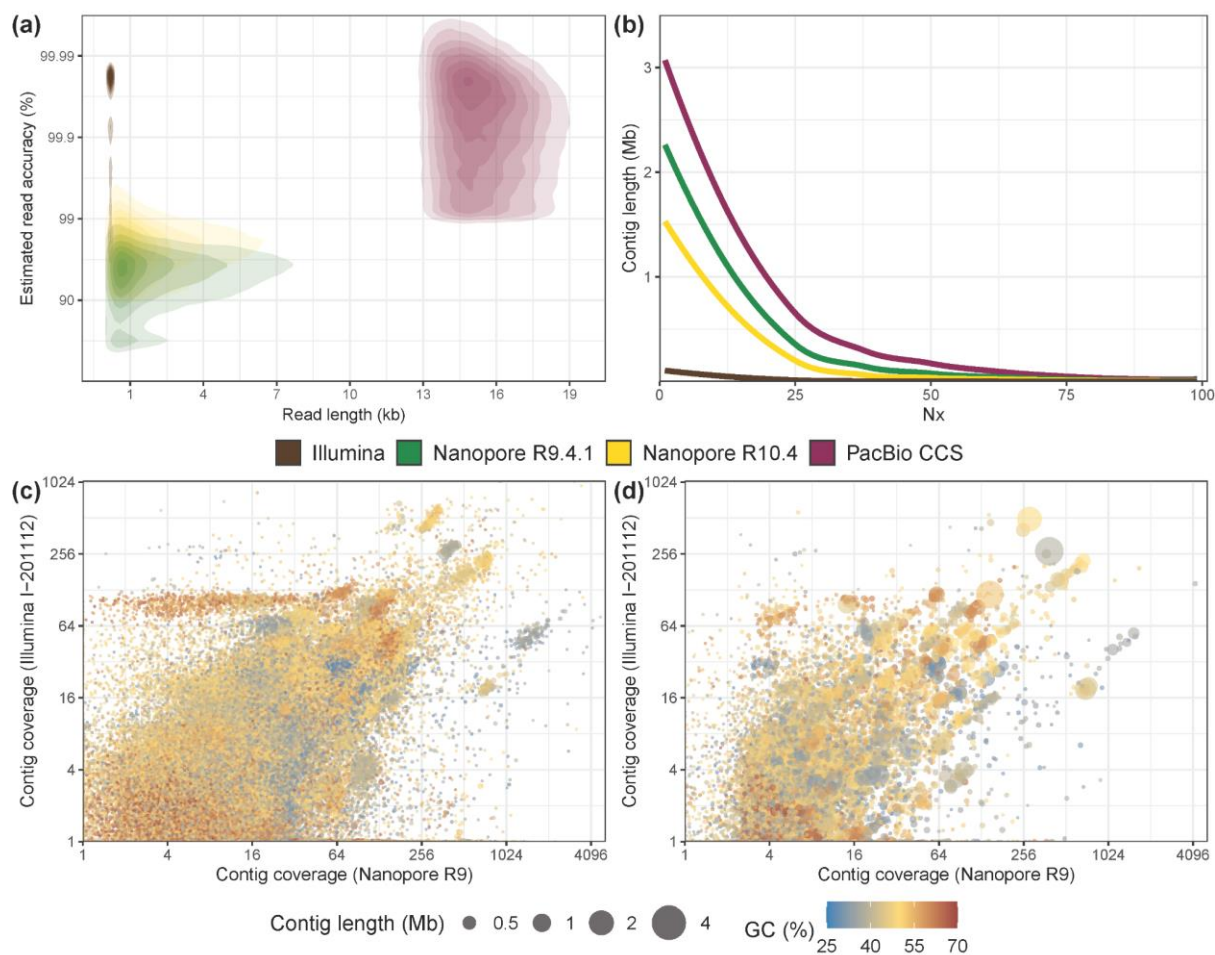 (a)
Estimated read accuracy (%)
99.99
99.9
99
90
1 4 7 10 13 16 19
Read length (kb)
(b)
Contig length (Mb)
3
2
1
0 25 50 75 100
Nx
Illumina Nanopore R9.4.1 Nanopore R10.4 PacBio CCS
(c)
Contig coverage (Illumina I-201112)
1024
256
64
16
4
1
1 4 16 64 256 1024 4096
Contig coverage (Nanopore R9)
(d)
Contig coverage (Illumina I-201112)
1024
256
64
16
4
1
1 4 16 64 256 1024 4096
Contig coverage (Nanopore R9)
Contig length (Mb) 0.5 1 2 4
GC (%)
25 40 55 70